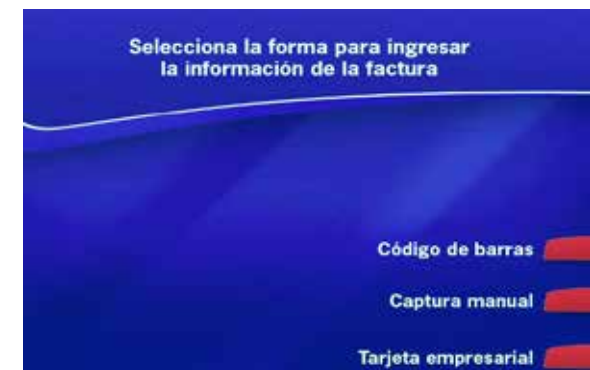 Selecciona la forma para ingresar
la información de la factura
Código de barras
Captura manual
Tarjeta empresarial